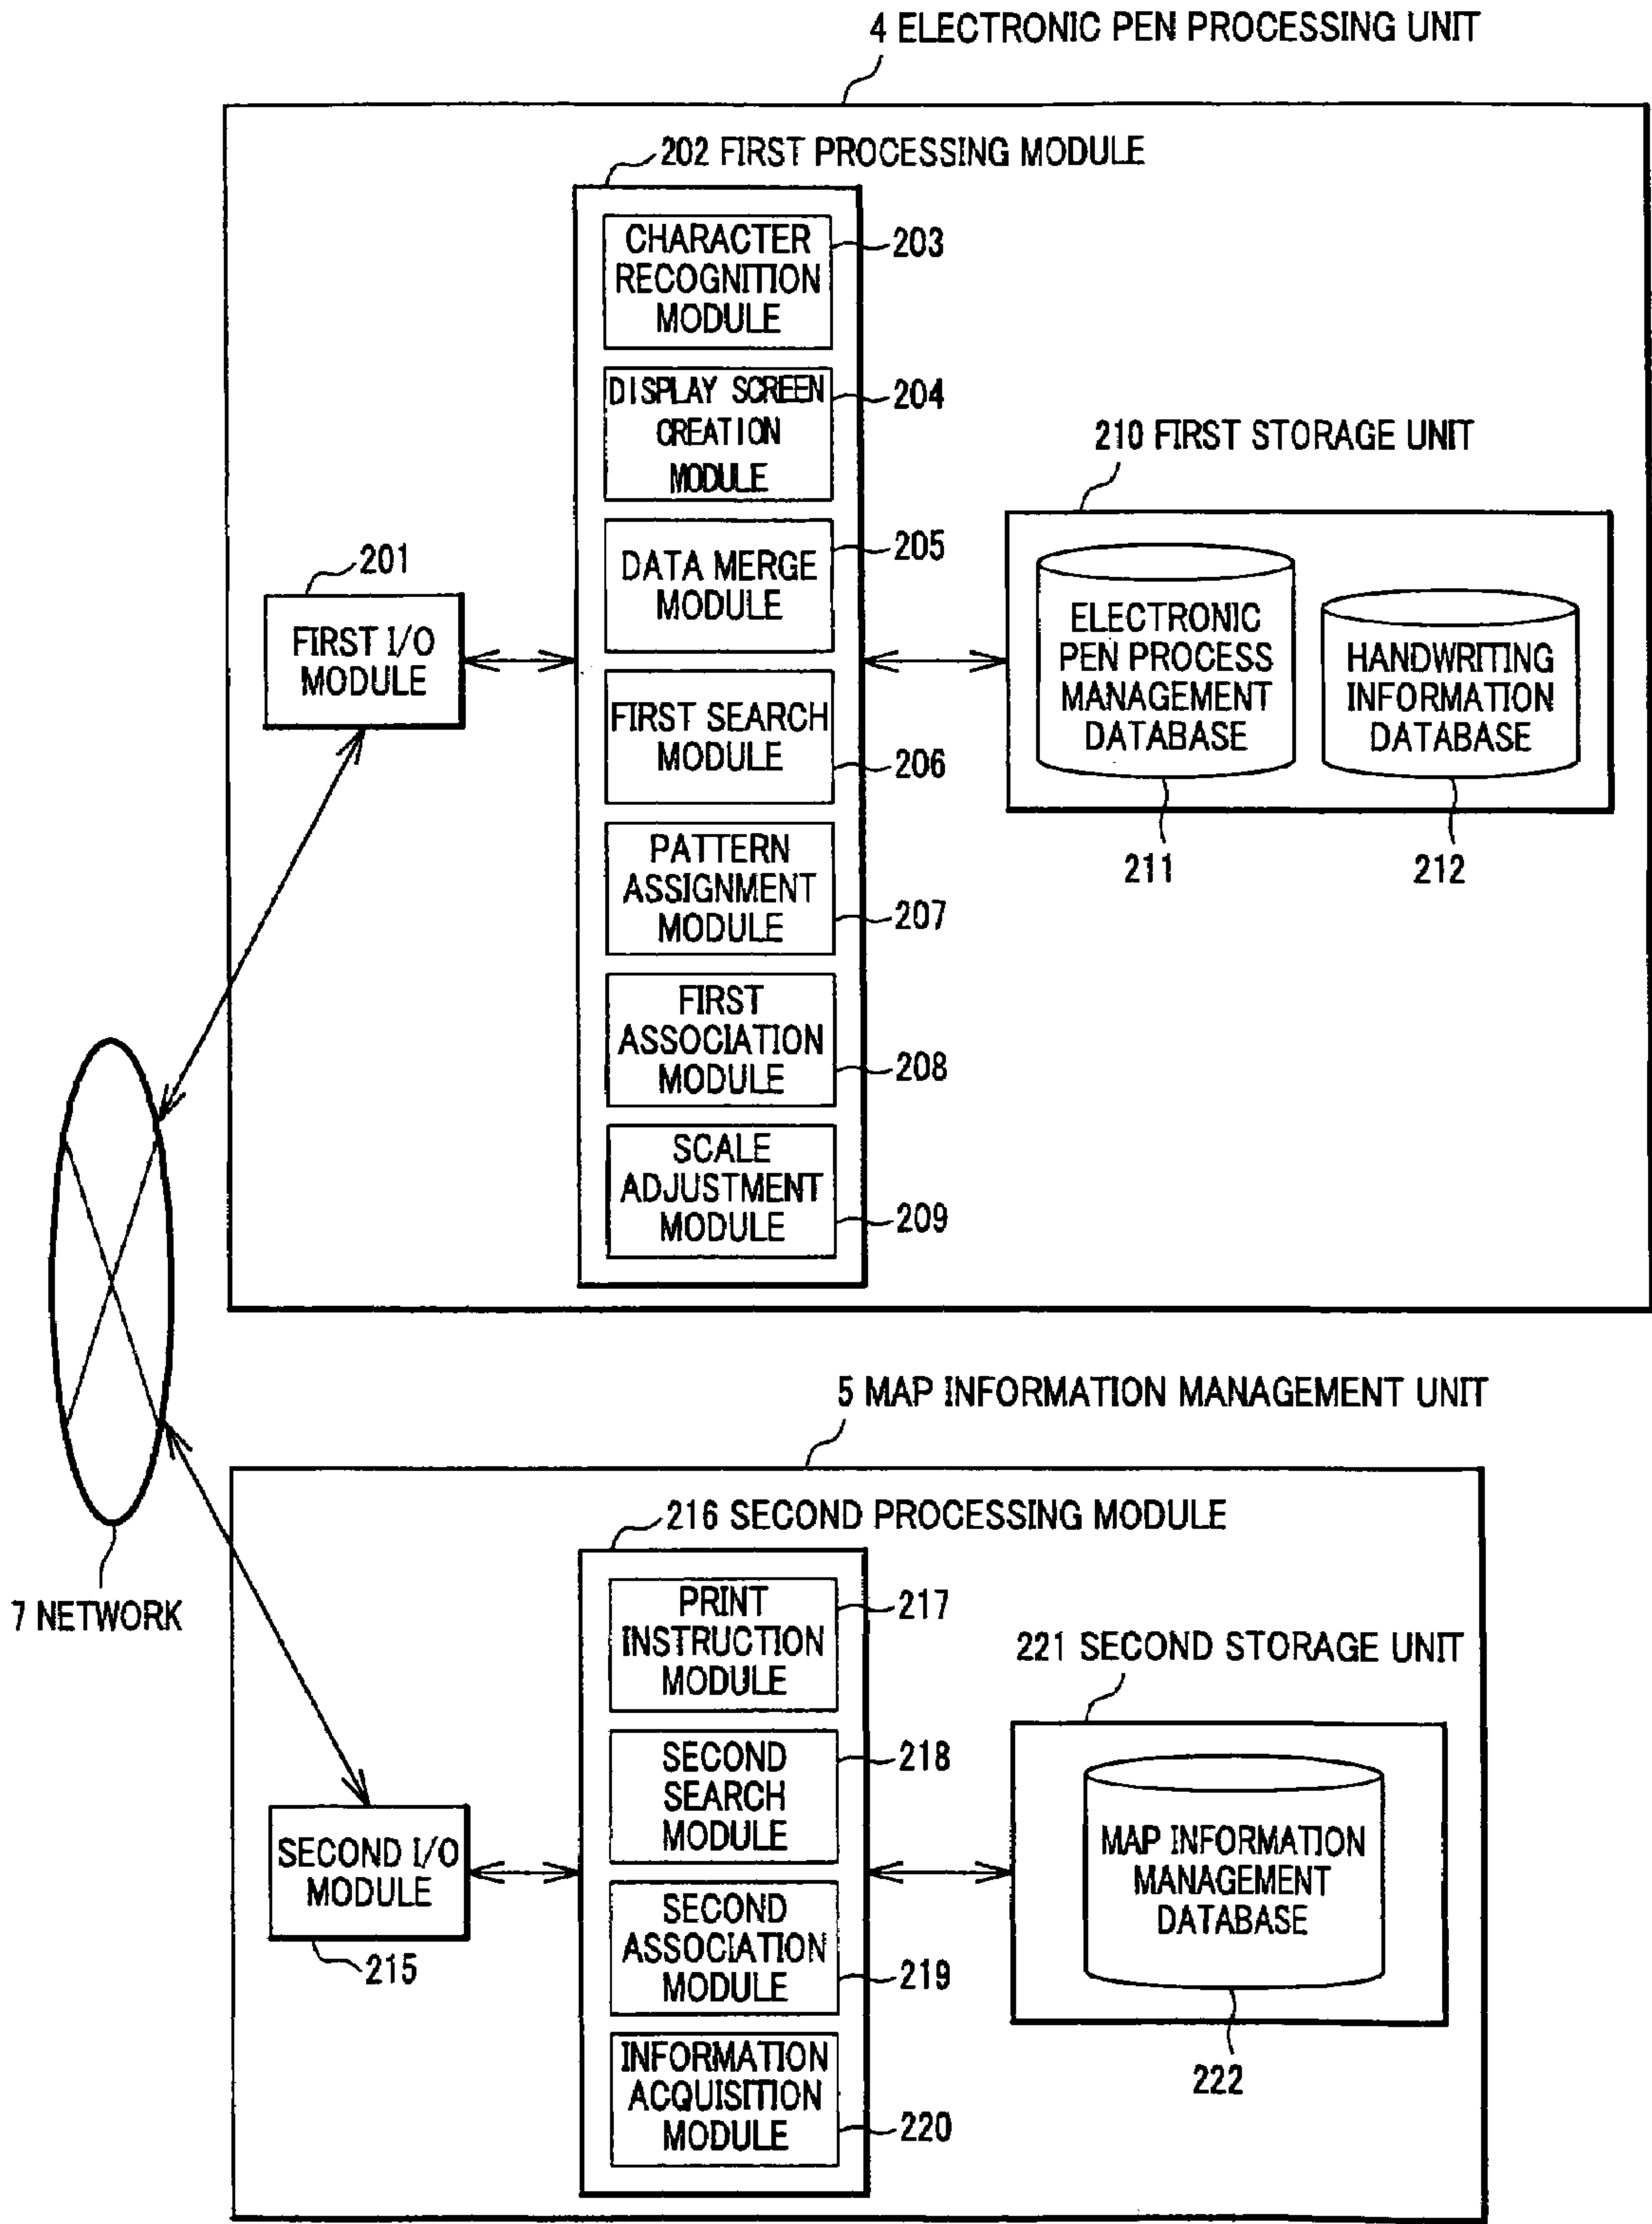 4 ELECTRONIC PEN PROCESSING UNIT
202 FIRST PROCESSING MODULE
CHARACTER
RECOGNITION
MODULE
203
DISPLAY SCREEN
CREATION
MODULE
204
DATA MERGE
MODULE
205
FIRST SEARCH
MODULE
206
PATTERN
ASSIGNMENT
MODULE
207
FIRST
ASSOCIATION
MODULE
208
SCALE
ADJUSTMENT
MODULE
209
201
FIRST I/O
MODULE
210 FIRST STORAGE UNIT
ELECTRONIC
PEN PROCESS
MANAGEMENT
DATABASE
211
HANDWRITING
INFORMATION
DATABASE
212
7 NETWORK
5 MAP INFORMATION MANAGEMENT UNIT
216 SECOND PROCESSING MODULE
PRINT
INSTRUCTION
MODULE
217
SECOND
SEARCH
MODULE
218
SECOND
ASSOCIATION
MODULE
219
INFORMATION
ACQUISITION
MODULE
220
SECOND I/O
MODULE
215
221 SECOND STORAGE UNIT
MAP INFORMATION
MANAGEMENT
DATABASE
222